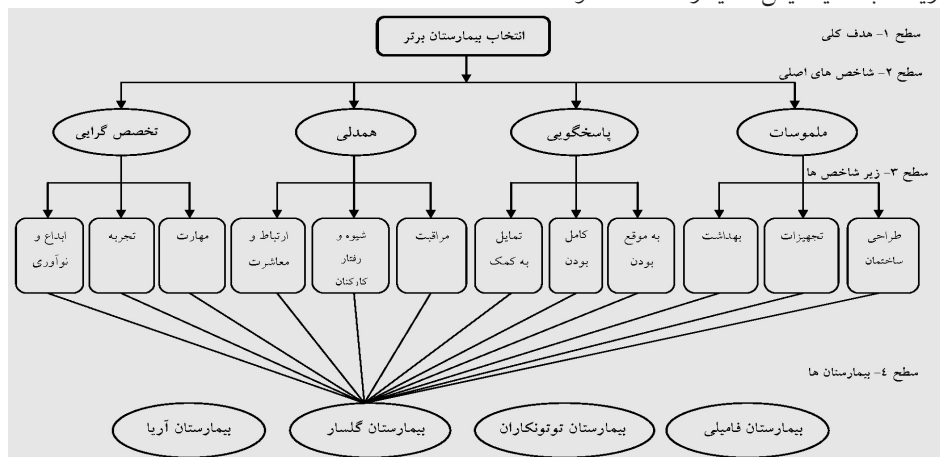 سطح ۱- هدف کلی
انتخاب بیمارستان برتر
سطح ۲- شاخص های اصلی
ملموسات
پاسخگویی
همدلی
تخصص گرایی
سطح ۳- زیر شاخص ها
طراحی
ساختمان
تجهیزات
بهداشت
به موقع
بودن
کامل
بودن
تمایل
به کمک
مراقبت
شیوه و
رفتار
کارکنان
ارتباط و
معاشرت
مهارت
تجربه
ابداع و
نوآوری
سطح ٤- بیمارستان ها
بیمارستان فامیلی
بیمارستان توتونکاران
بیمارستان گلسار
بیمارستان آریا